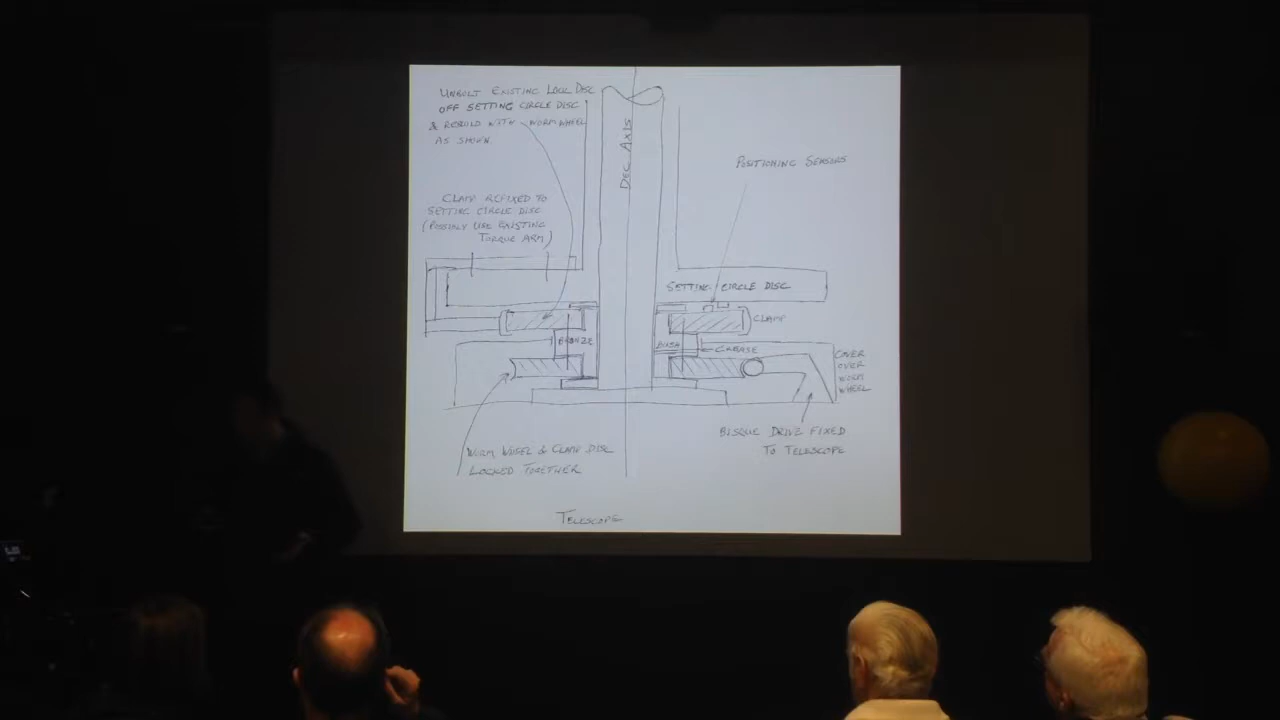 UNBOLT EXISTING LOCK DISC
OFF SETTING CIRCLE DISC
& REBUILD WITH WORM WHEEL
AS SHOWN.
DEC AXIS
POSITIONING SENSORS
CLAMP REFIXED TO
SETTING CIRCLE DISC
(POSSIBLY USE EXISTING
TORQUE ARM)
SETTING CIRCLE DISC
CLAMP
BRONZE
BUSH
GREASE
COVER
OVER
WORM
WHEEL
BISQUE DRIVE FIXED
TO TELESCOPE
WORM WHEEL & CLAMP DISC
LOCKED TOGETHER
TELESCOPE